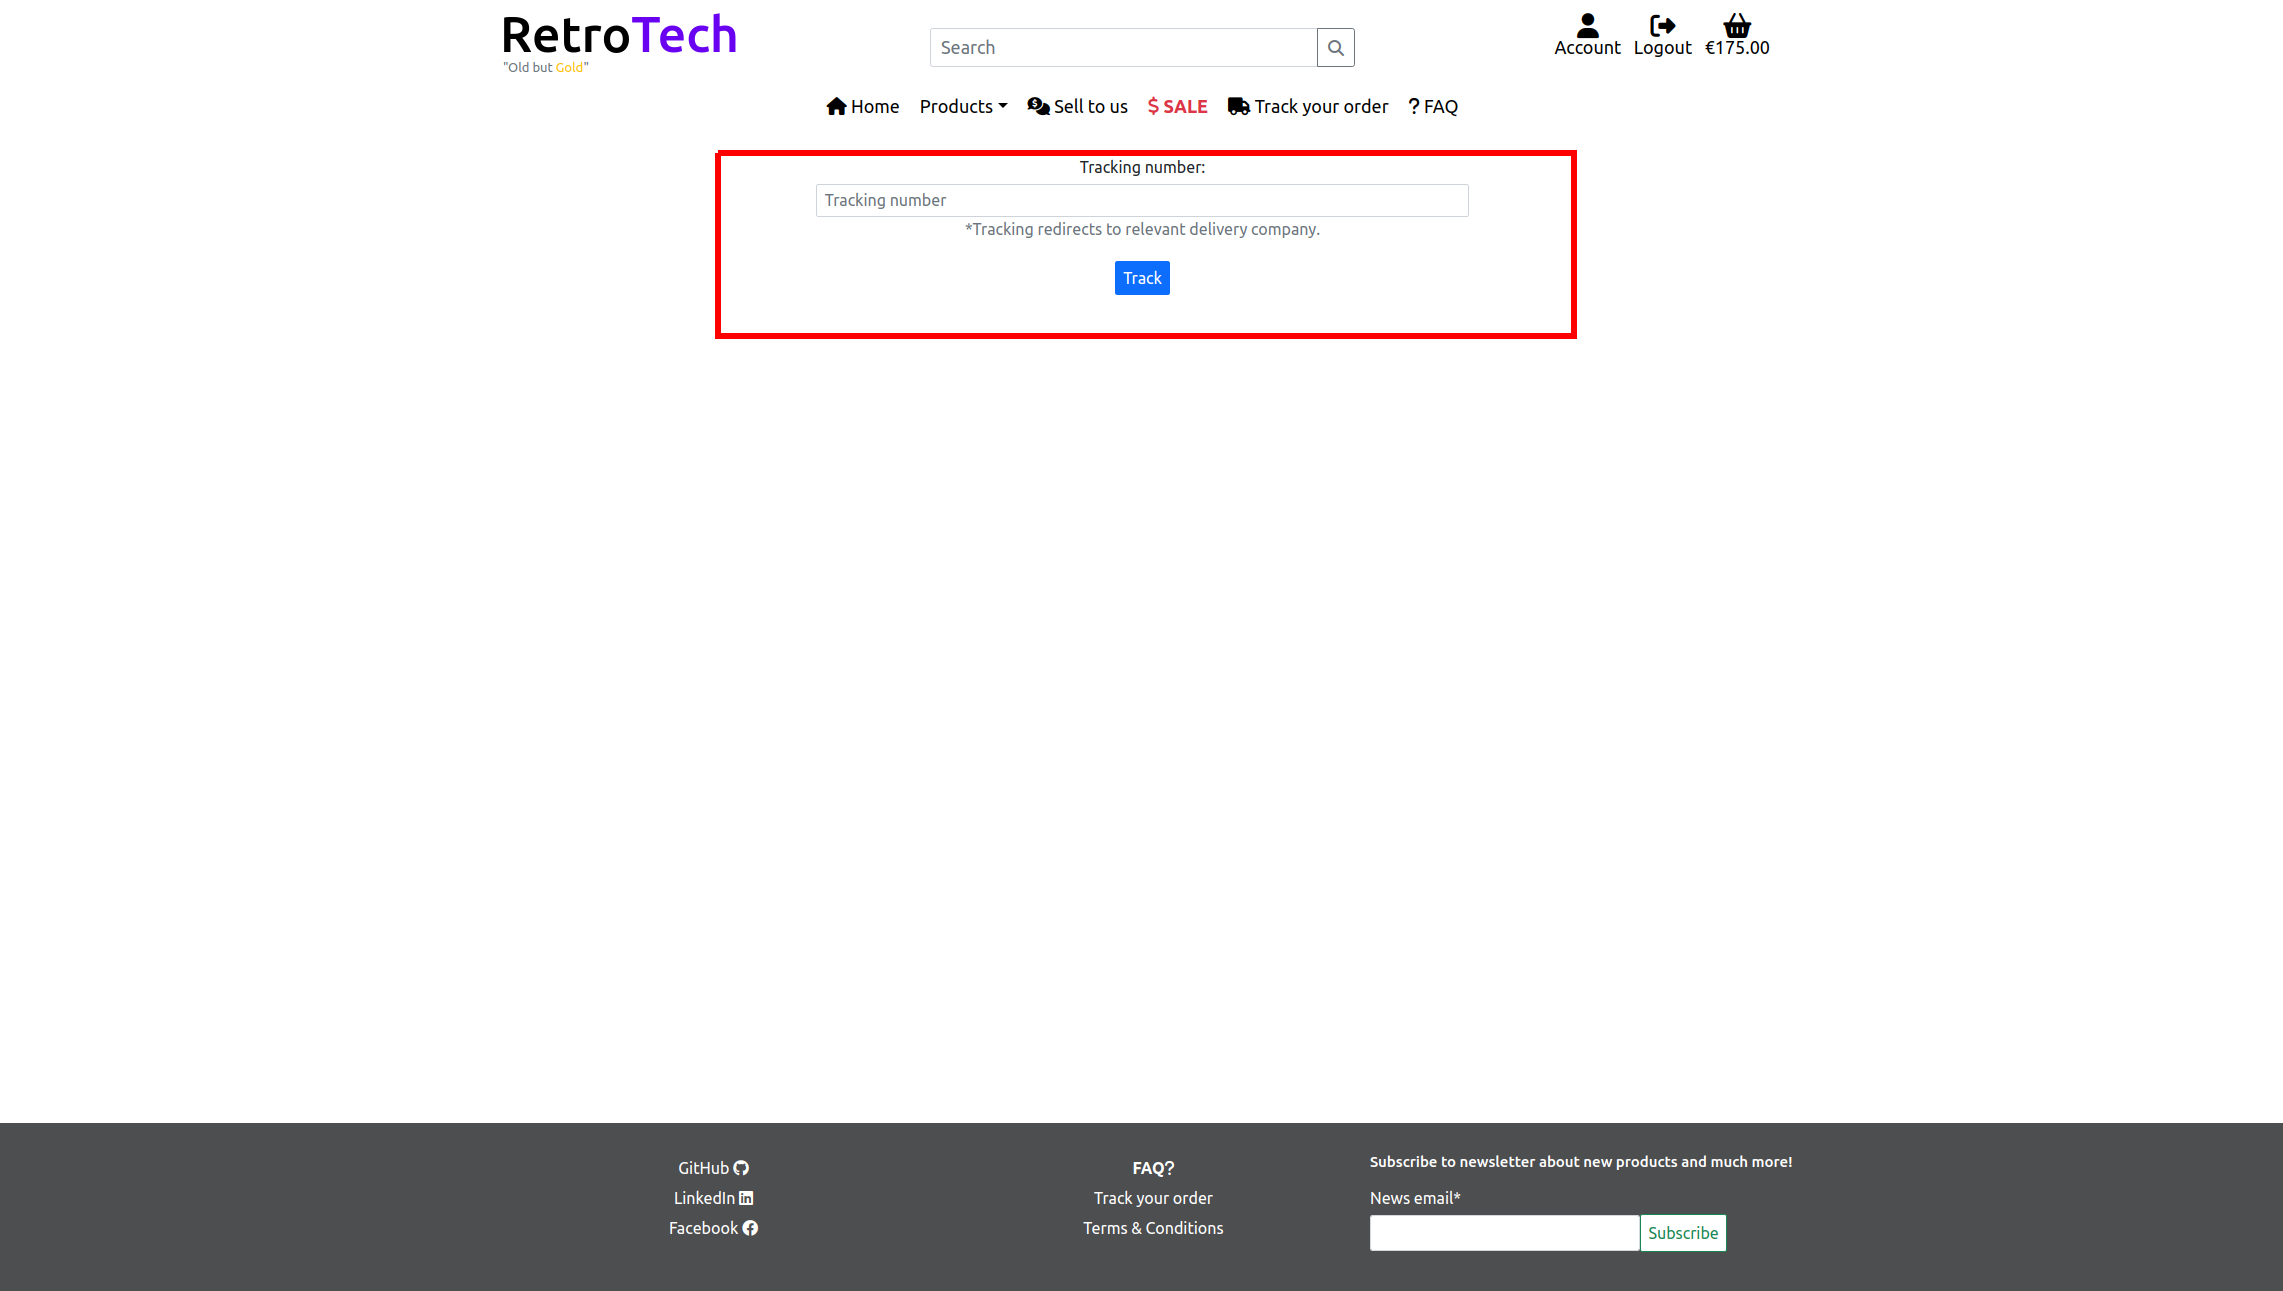 RetroTech
"Old but Gold"
Search
Account Logout €175.00
Home Products Sell to us $ SALE Track your order ? FAQ
Tracking number:
Tracking number
*Tracking redirects to relevant delivery company.
Track
GitHub
LinkedIn
Facebook
FAQ?
Track your order
Terms & Conditions
Subscribe to newsletter about new products and much more!
News email*
Subscribe